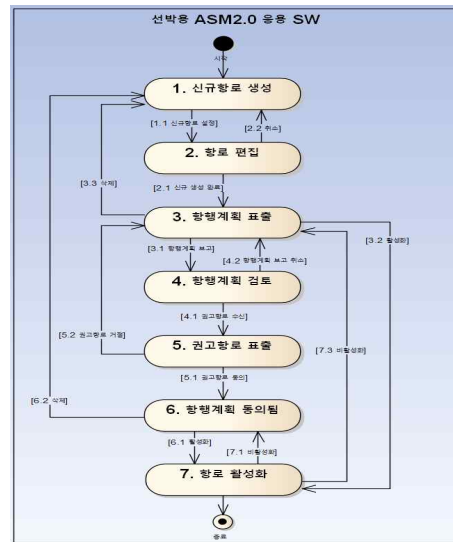 선박용 ASM2.0 응용 SW
시작
1. 신규항로 생성
[1.1 신규항로 설정]
[2.2 취소]
2. 항로 편집
[3.3 삭제]
[2.1 신규 생성 완료]
3. 항행계획 표출
[3.2 활성화]
[3.1 항행계획 보고]
[4.2 항행계획 보고 취소]
4. 항행계획 검토
[4.1 권고항로 수신]
[5.2 권고항로 거절]
5. 권고항로 표출
[7.3 비활성화]
[5.1 권고항로 동의]
[6.2 삭제]
6. 항행계획 동의됨
[6.1 활성화]
[7.1 비활성화]
7. 항로 활성화
종료